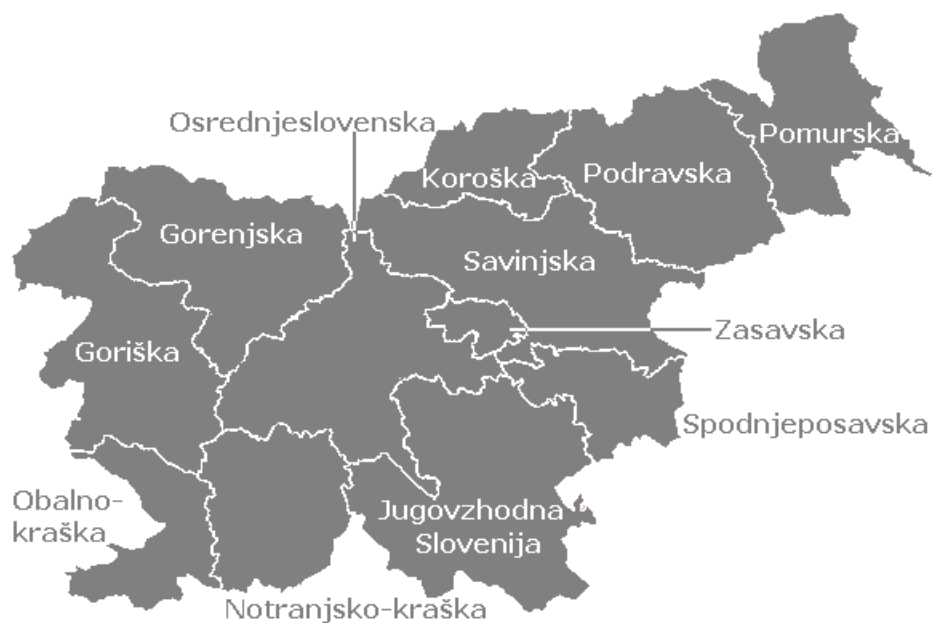 Osrednjeslovenska
Pomurska
Koroška
Podravska
Gorenjska
Savinjska
Zasavska
Goriška
Spodnjeposavska
Obalno-
kraška
Jugovzhodna
Slovenija
Notranjsko-kraška